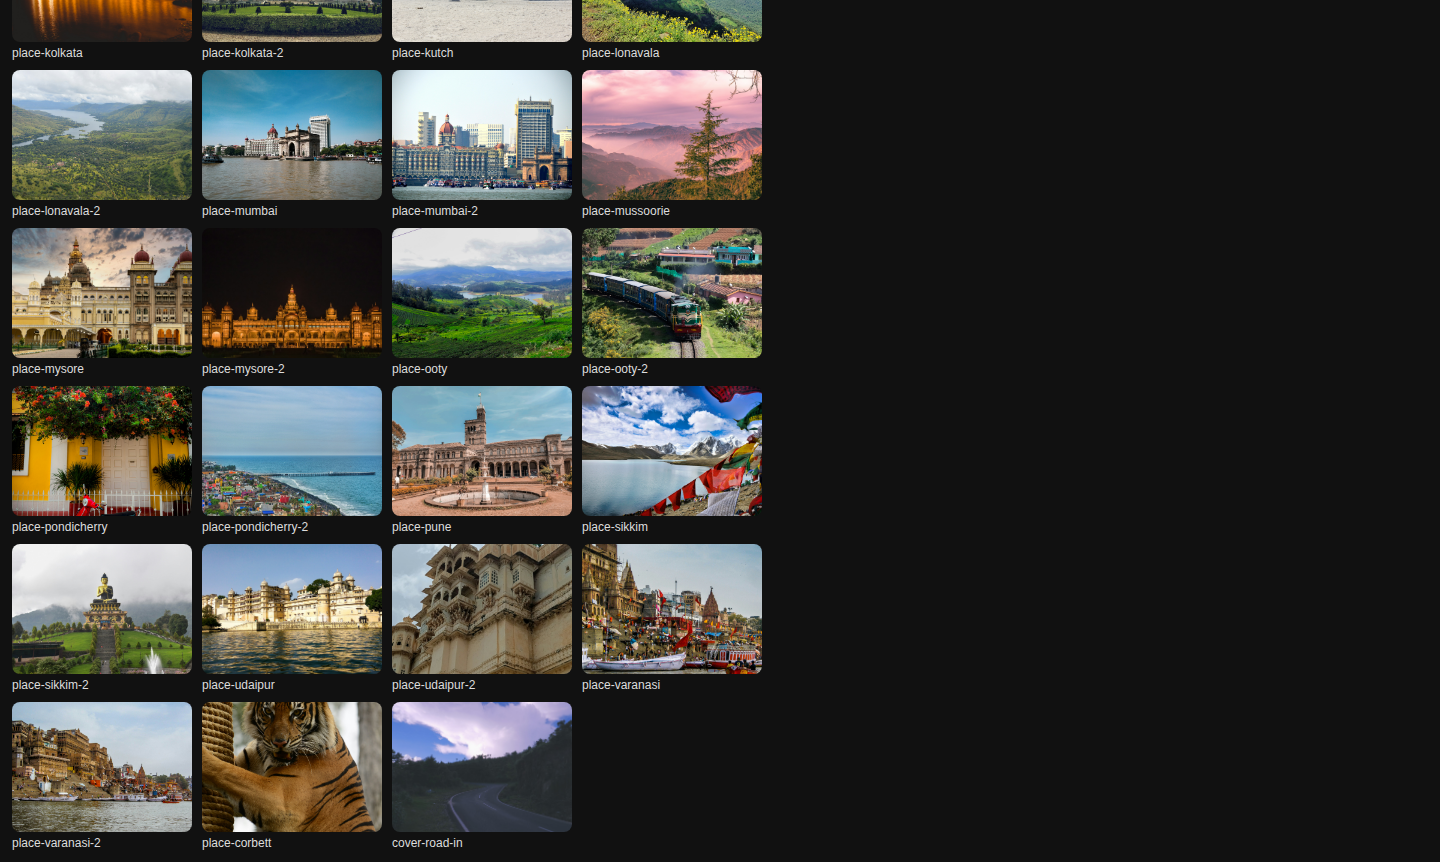 place-kolkata
place-kolkata-2
place-kutch
place-lonavala
place-lonavala-2
place-mumbai
place-mumbai-2
place-mussoorie
place-mysore
place-mysore-2
place-ooty
place-ooty-2
place-pondicherry
place-pondicherry-2
place-pune
place-sikkim
place-sikkim-2
place-udaipur
place-udaipur-2
place-varanasi
place-varanasi-2
place-corbett
cover-road-in